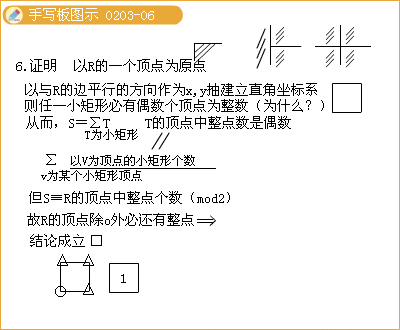 手写板图示 0203-06
6.证明 以R的一个顶点为原点
以与R的边平行的方向作为x,y抽建立直角坐标系
则任一小矩形必有偶数个顶点为整数（为什么？）
从而，S＝∑T T的顶点中整点数是偶数
T为小矩形
∑ 以V为顶点的小矩形个数
v为某个小矩形顶点
但S≡R的顶点中整点个数（mod2）
故R的顶点除o外必还有整点⇒
结论成立 □
1